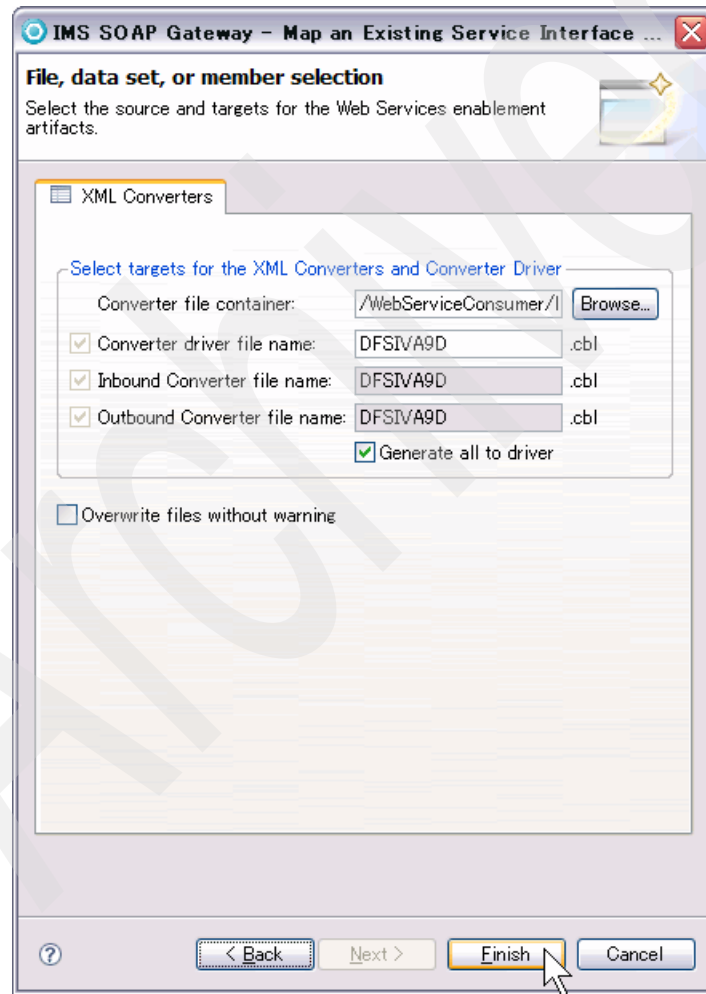 IMS SOAP Gateway - Map an Existing Service Interface ...
File, data set, or member selection
Select the source and targets for the Web Services enablement
artifacts.
XML Converters
Select targets for the XML Converters and Converter Driver
Converter file container: /WebServiceConsumer/I Browse...
Converter driver file name: DFSIVA9D .cbl
Inbound Converter file name: DFSIVA9D .cbl
Outbound Converter file name: DFSIVA9D .cbl
Generate all to driver
Overwrite files without warning
? < Back Next > Finish Cancel